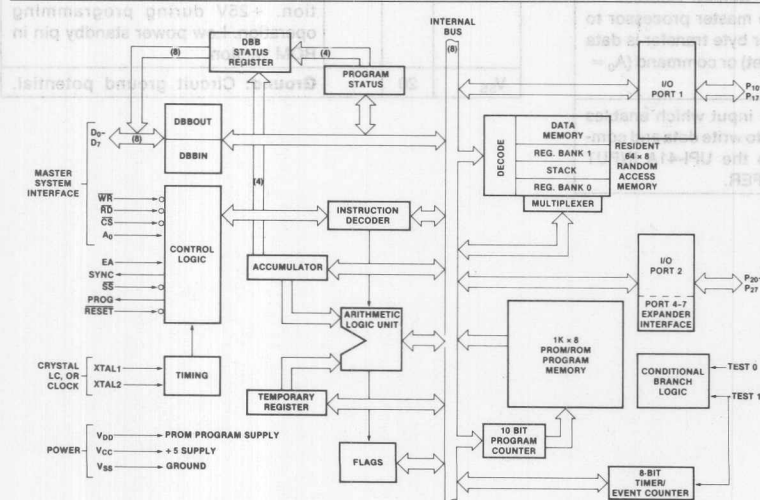 INTERNAL
BUS
(8)
(8)
DBB
STATUS
REGISTER
(4)
PROGRAM
STATUS
D0–
D7
(8)
DBBOUT
DBBIN
MASTER
SYSTEM
INTERFACE
WR
RD
CS
A0
EA
SYNC
SS
PROG
RESET
CONTROL
LOGIC
(4)
INSTRUCTION
DECODER
ACCUMULATOR
ARITHMETIC
LOGIC UNIT
CRYSTAL
LC, OR
CLOCK
XTAL1
XTAL2
TIMING
TEMPORARY
REGISTER
FLAGS
POWER
VDD
PROM PROGRAM SUPPLY
VCC
+ 5 SUPPLY
VSS
GROUND
I/O
PORT 1
P10
P17
DECODE
DATA
MEMORY
REG. BANK 1
STACK
REG. BANK 0
MULTIPLEXER
RESIDENT
64 × 8
RANDOM
ACCESS
MEMORY
I/O
PORT 2
PORT 4–7
EXPANDER
INTERFACE
P20
P27
1K × 8
PROM/ROM
PROGRAM
MEMORY
CONDITIONAL
BRANCH
LOGIC
TEST 0
TEST 1
10 BIT
PROGRAM
COUNTER
8-BIT
TIMER/
EVENT COUNTER